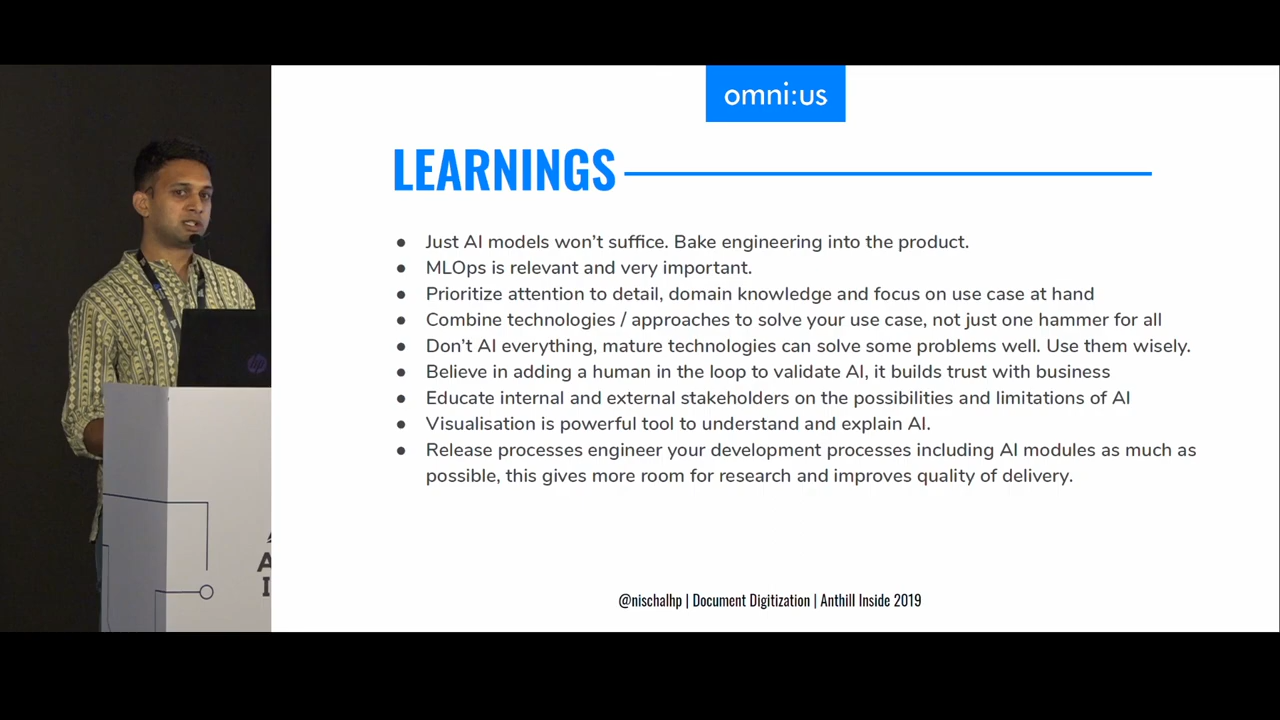 omni:us
LEARNINGS
● Just AI models won't suffice. Bake engineering into the product.
● MLOps is relevant and very important.
● Prioritize attention to detail, domain knowledge and focus on use case at hand
● Combine technologies / approaches to solve your use case, not just one hammer for all
● Don't AI everything, mature technologies can solve some problems well. Use them wisely.
● Believe in adding a human in the loop to validate AI, it builds trust with business
● Educate internal and external stakeholders on the possibilities and limitations of AI
● Visualisation is powerful tool to understand and explain AI.
● Release processes engineer your development processes including AI modules as much as
possible, this gives more room for research and improves quality of delivery.
@nischalhp | Document Digitization | Anthill Inside 2019
hp